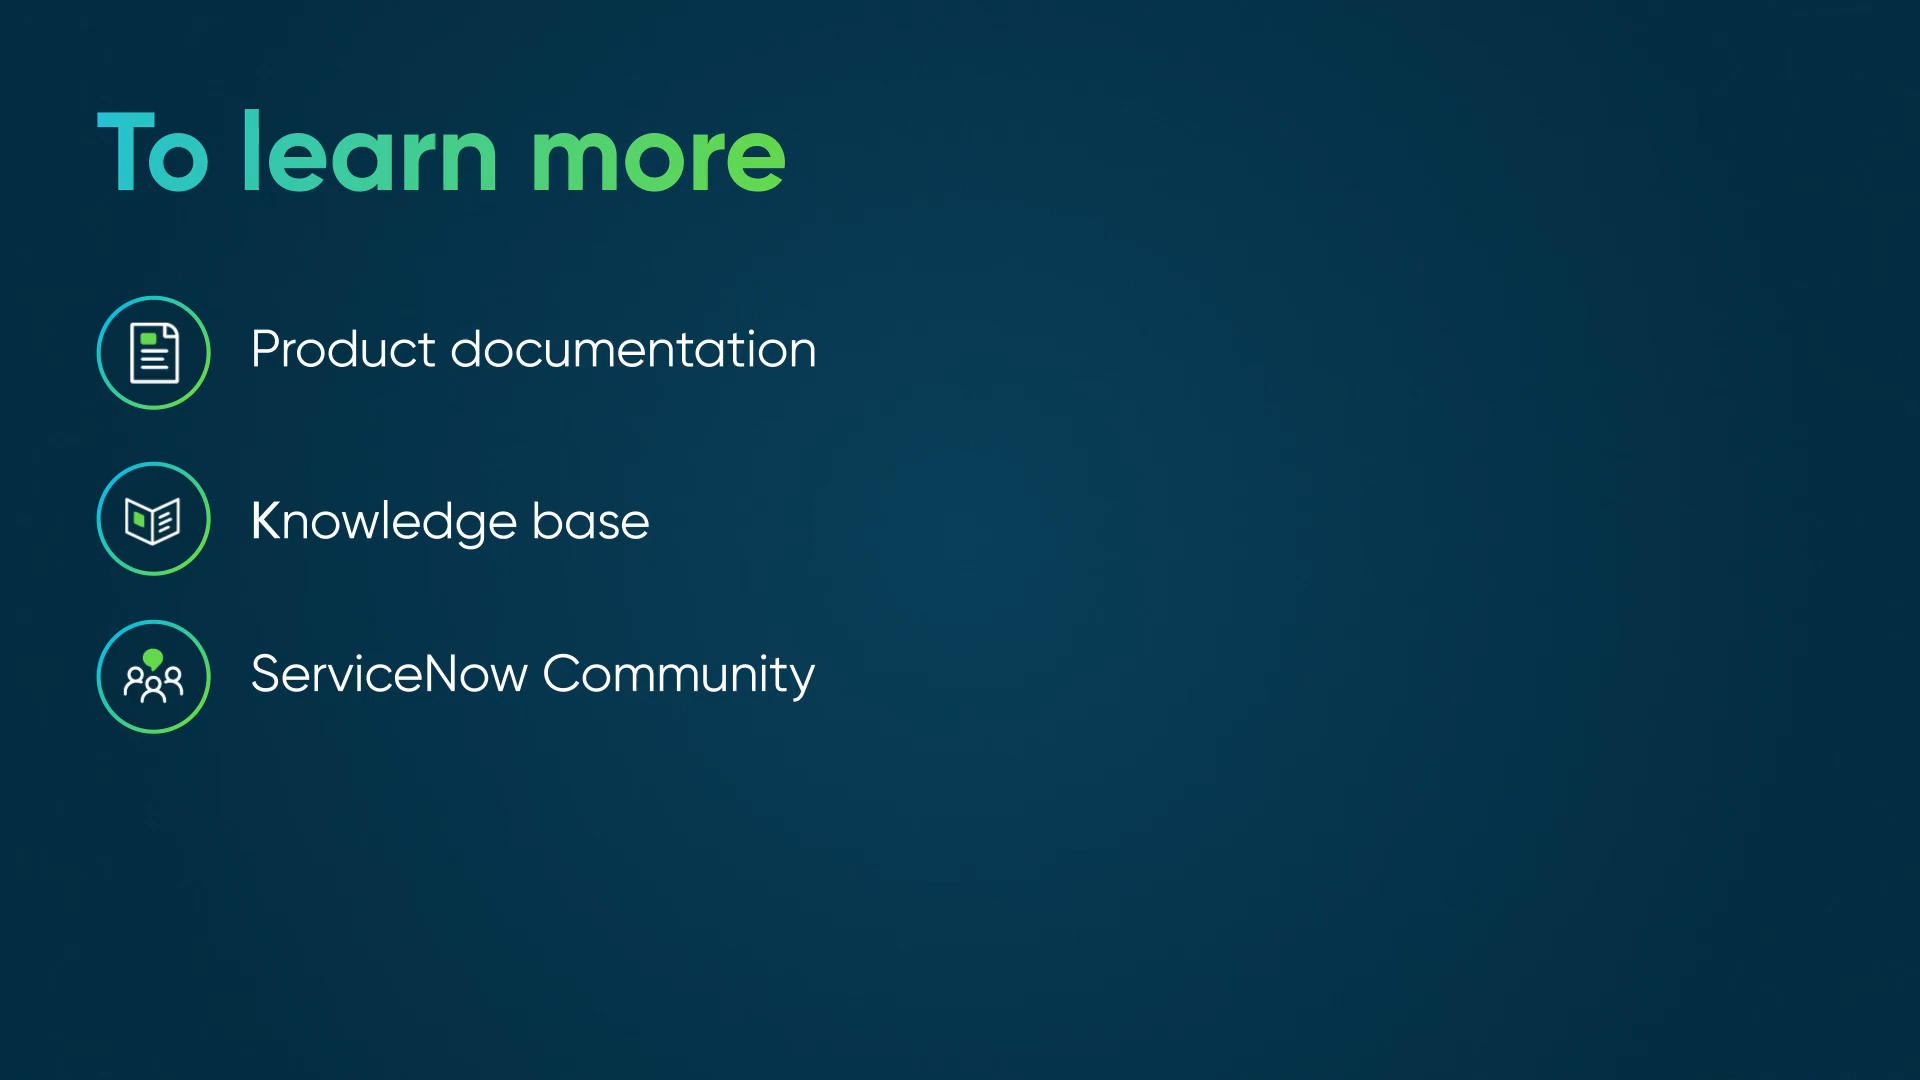 To learn more
Product documentation
Knowledge base
ServiceNow Community